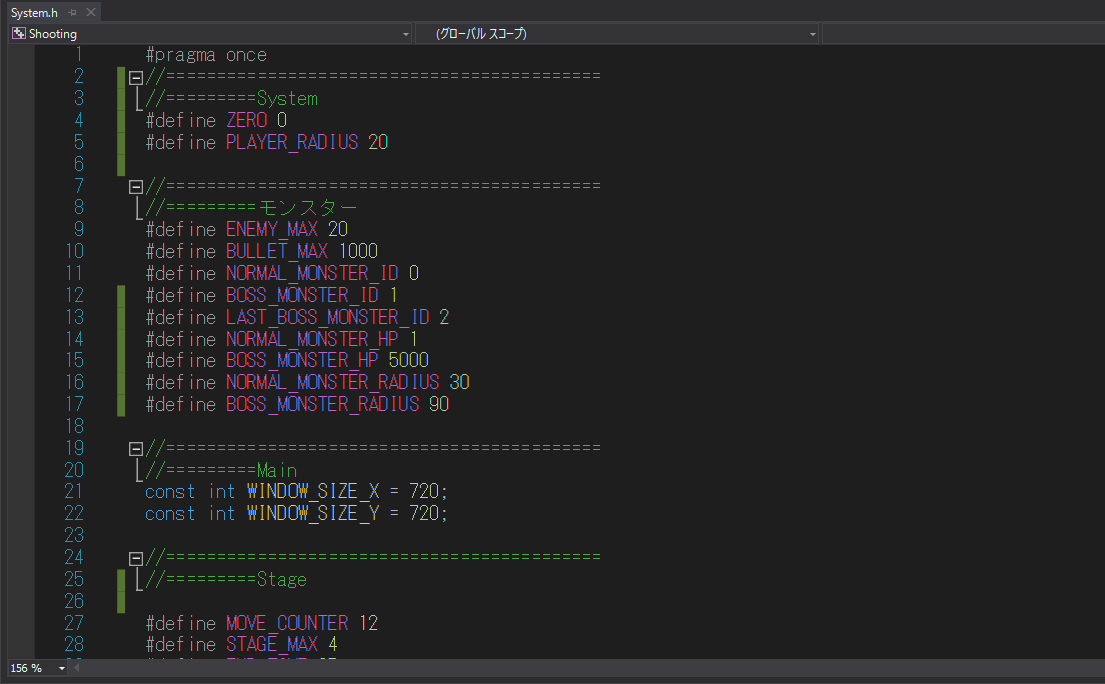 System.h
Shooting
(グローバル スコープ)
1 #pragma once
2 //===========================================
3 //=========System
4 #define ZERO 0
5 #define PLAYER_RADIUS 20
6
7 //===========================================
8 //=========モンスター
9 #define ENEMY_MAX 20
10 #define BULLET_MAX 1000
11 #define NORMAL_MONSTER_ID 0
12 #define BOSS_MONSTER_ID 1
13 #define LAST_BOSS_MONSTER_ID 2
14 #define NORMAL_MONSTER_HP 1
15 #define BOSS_MONSTER_HP 5000
16 #define NORMAL_MONSTER_RADIUS 30
17 #define BOSS_MONSTER_RADIUS 90
18
19 //===========================================
20 //=========Main
21 const int WINDOW_SIZE_X = 720;
22 const int WINDOW_SIZE_Y = 720;
23
24 //===========================================
25 //=========Stage
26
27 #define MOVE_COUNTER 12
28 #define STAGE_MAX 4
156 %